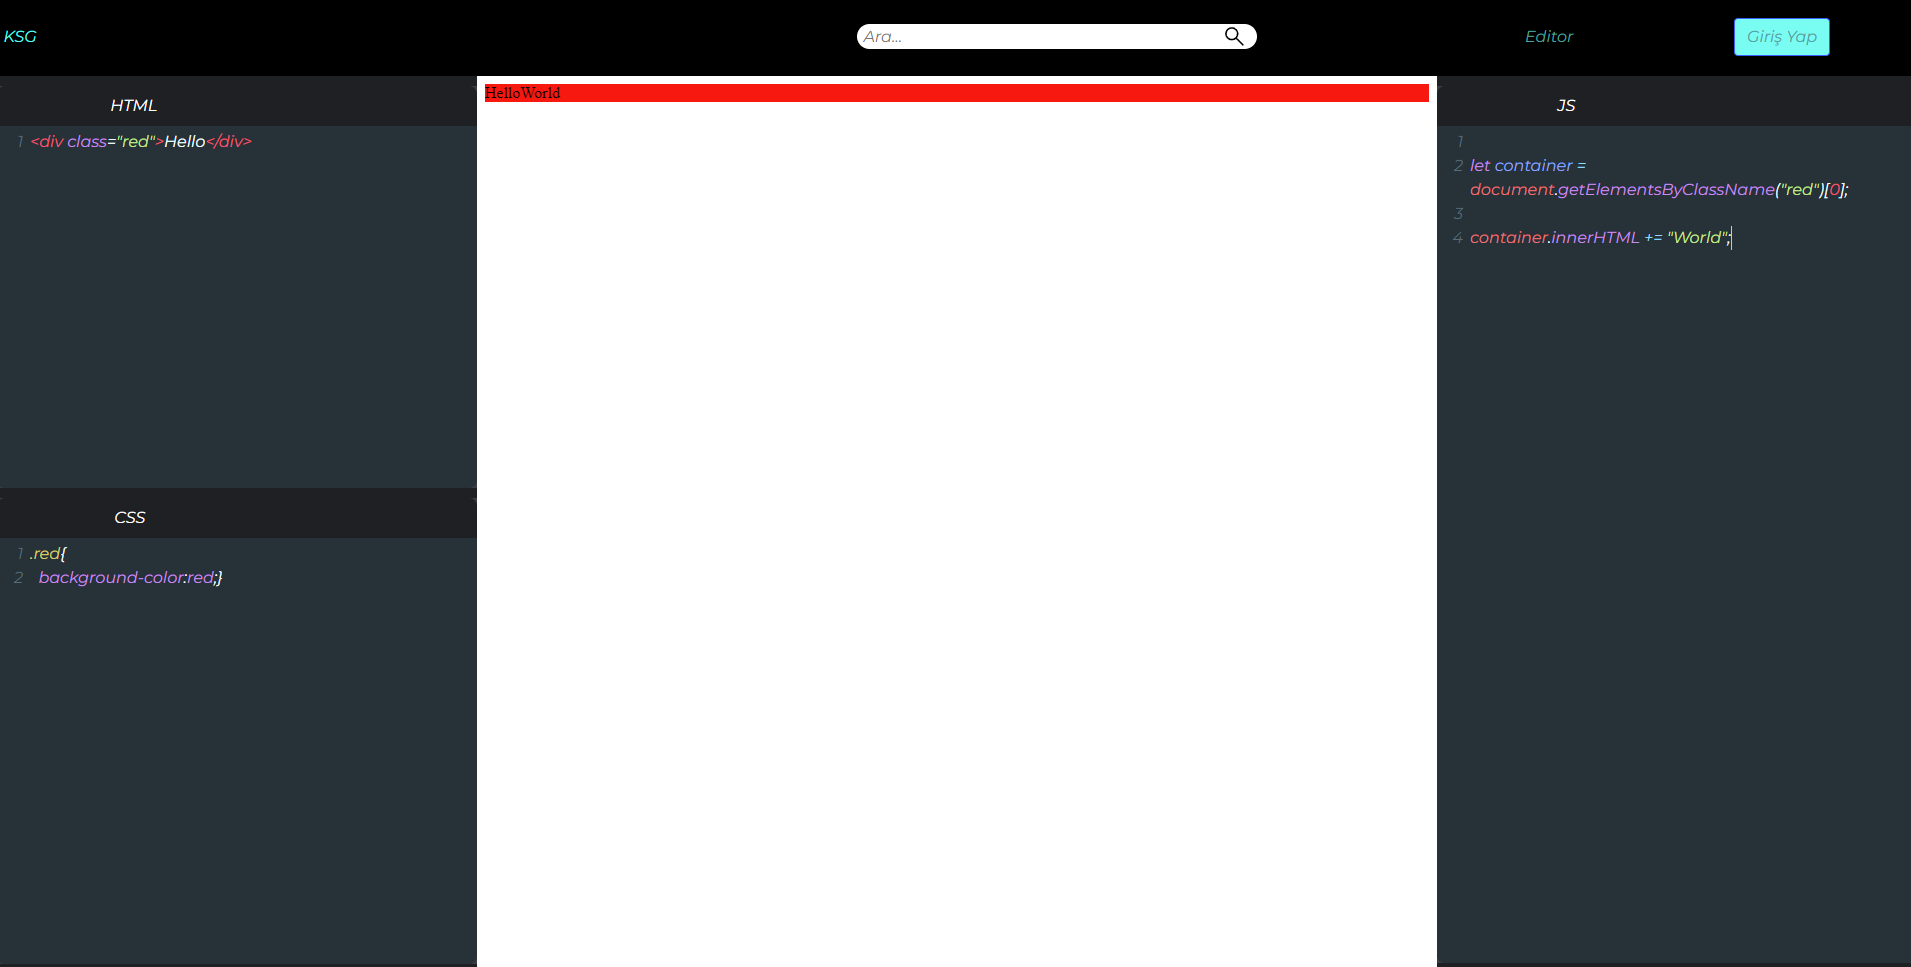 KSG
Ara...
Editor
Giriş Yap
HTML
1 <div class="red">Hello</div>
CSS
1 .red{
2 background-color:red;}
HelloWorld
JS
1
2 let container =
document.getElementsByClassName("red")[0];
3
4 container.innerHTML += "World";